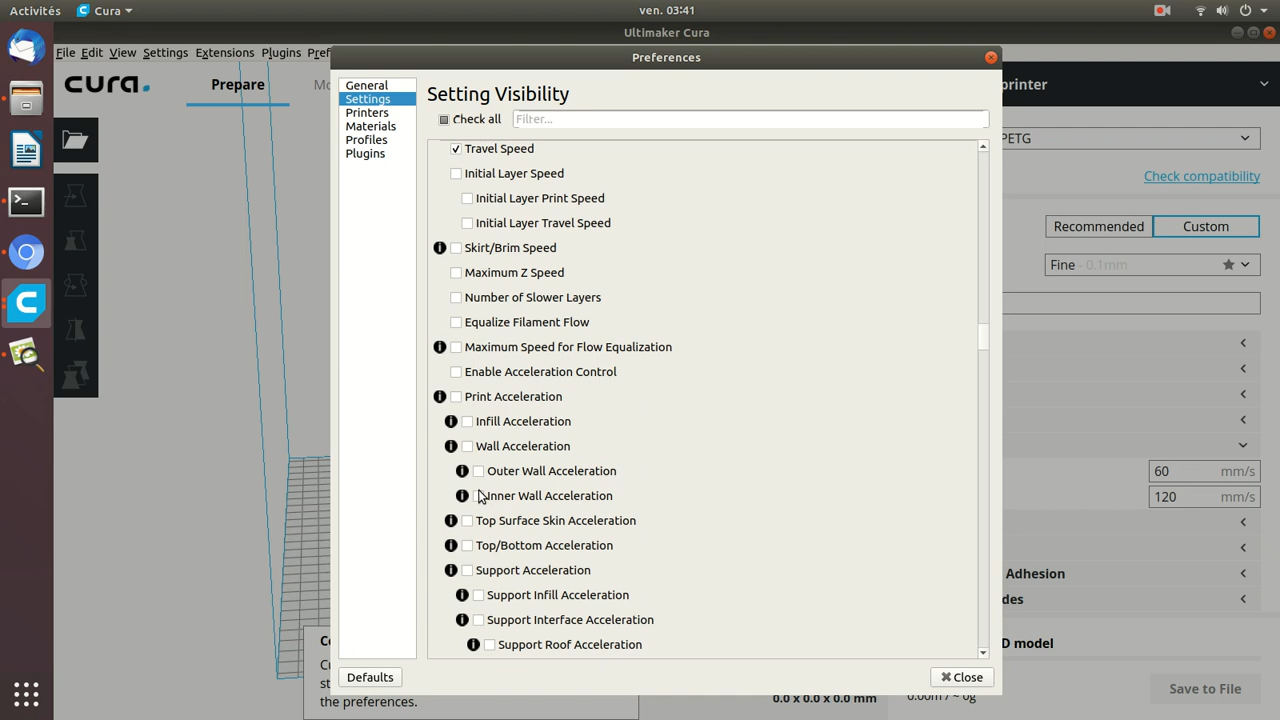 Activités
Cura
ven. 03:41
Ultimaker Cura
File Edit View Settings Extensions Plugins
Preferences
cura.
Prepare
printer
General
Settings
Printers
Materials
Profiles
Plugins
Setting Visibility
Check all
Filter...
Travel Speed
Initial Layer Speed
Initial Layer Print Speed
Initial Layer Travel Speed
Skirt/Brim Speed
Maximum Z Speed
Number of Slower Layers
Equalize Filament Flow
Maximum Speed for Flow Equalization
Enable Acceleration Control
Print Acceleration
Infill Acceleration
Wall Acceleration
Outer Wall Acceleration
Inner Wall Acceleration
Top Surface Skin Acceleration
Top/Bottom Acceleration
Support Acceleration
Support Infill Acceleration
Support Interface Acceleration
Support Roof Acceleration
Defaults
Close
PETG
Check compatibility
Recommended
Custom
Fine - 0.1mm
60 mm/s
120 mm/s
Adhesion
D model
the preferences.
0.0 x 0.0 x 0.0 mm
0.00m / ~ 0g
Save to File